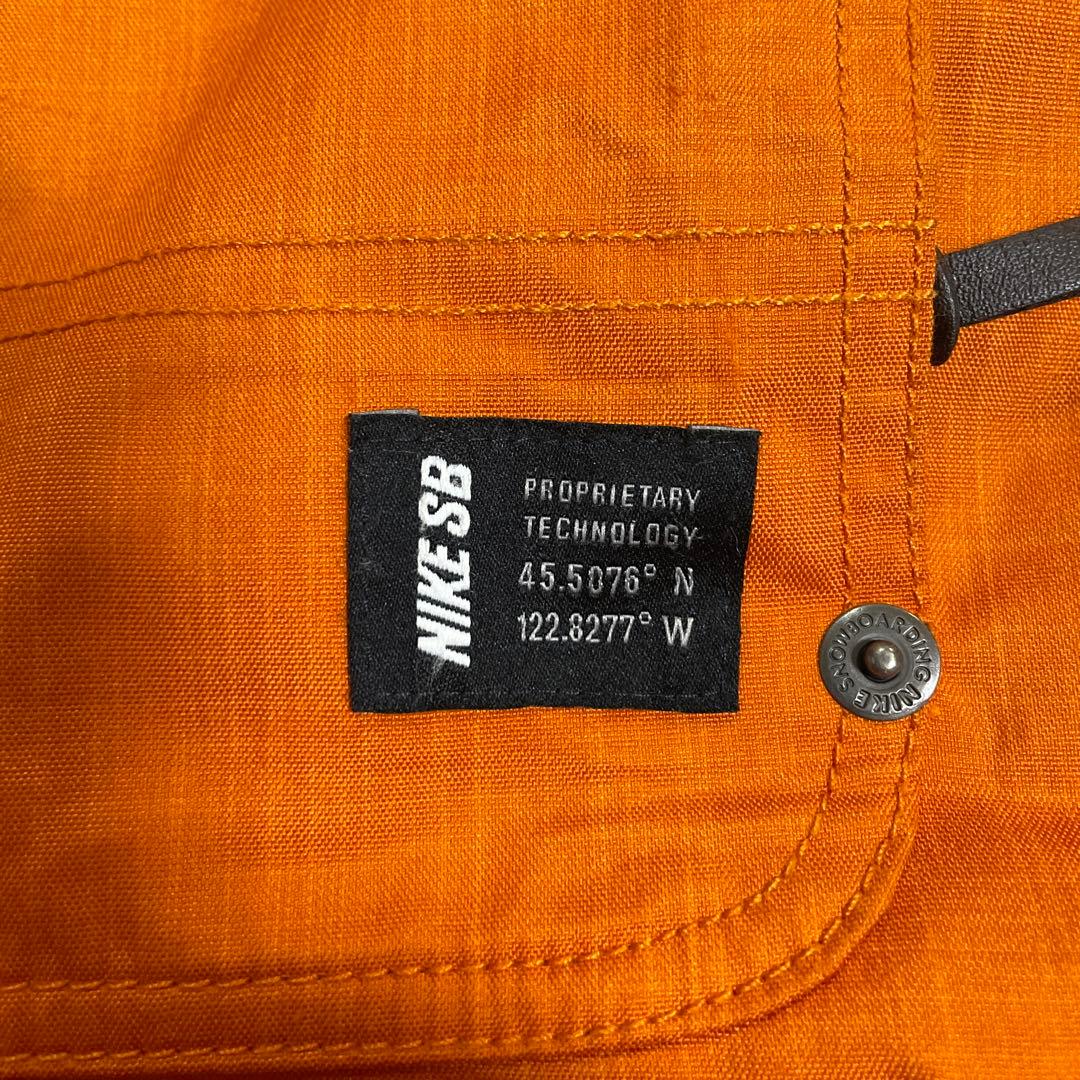 NIKE SB
PROPRIETARY
TECHNOLOGY
45.5076° N
122.8277° W
NIKE SNOWBOARDING